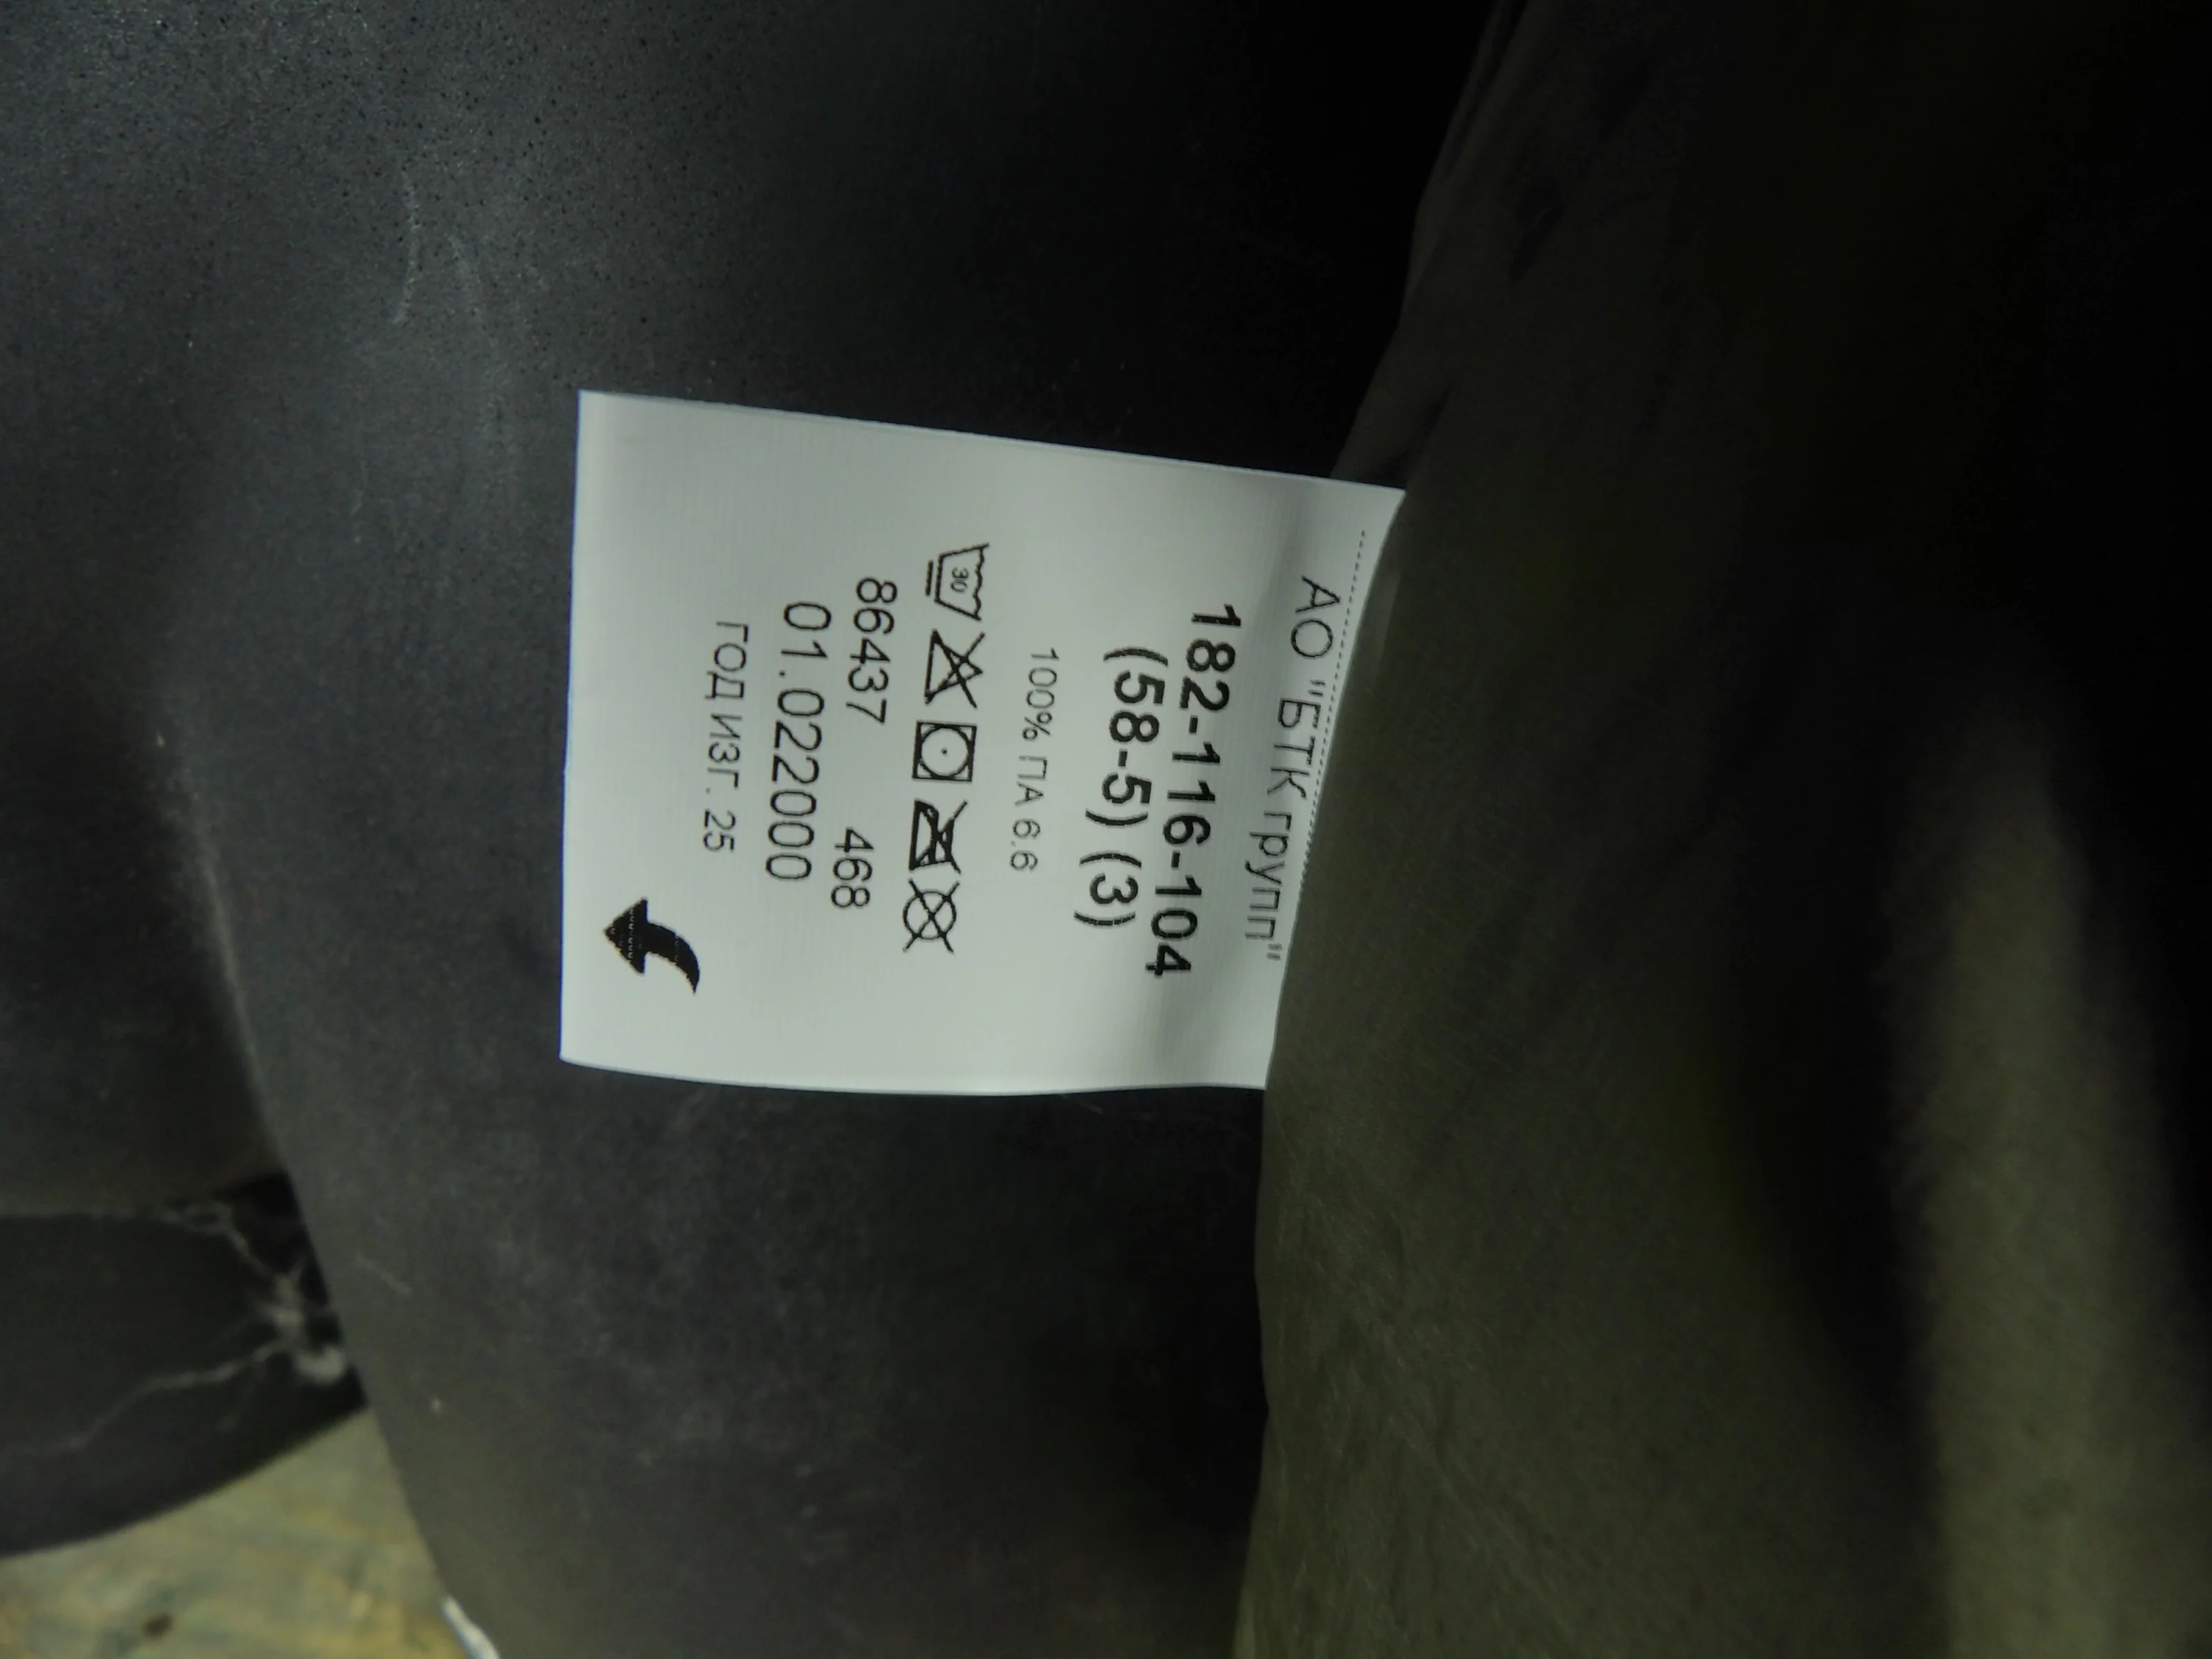 АО "БТК групп"
182-116-104
(58-5) (3)
100% ПА 6.6
30
86437 468
01.022000
ГОД ИЗГ. 25